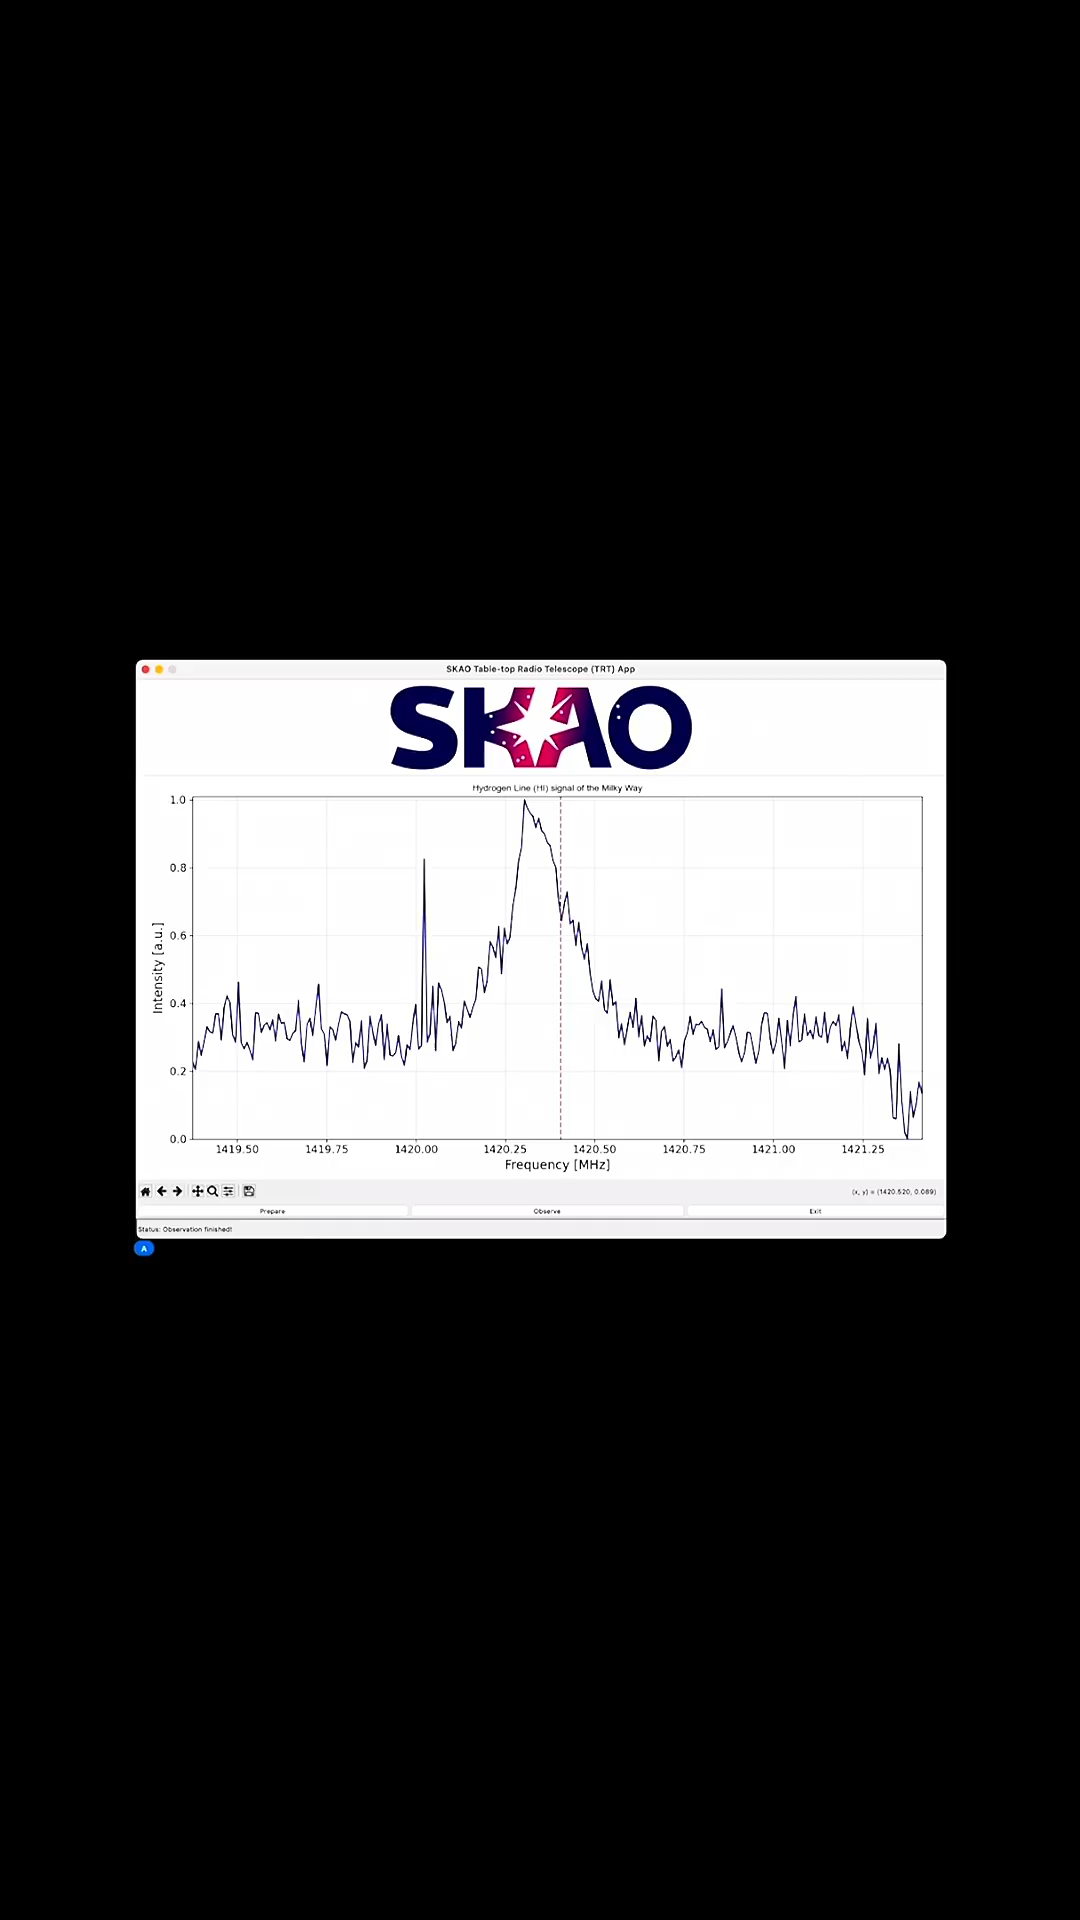 SKAO Table-top Radio Telescope (TRT) App
SKAO
Hydrogen Line (HI) signal of the Milky Way
1.0
0.8
0.6
0.4
0.2
0.0
Intensity [a.u.]
1419.50 1419.75 1420.00 1420.25 1420.50 1420.75 1421.00 1421.25
Frequency [MHz]
(x, y) = (1420.520, 0.089)
Prepare Observe Exit
Status: Observation finished!
A